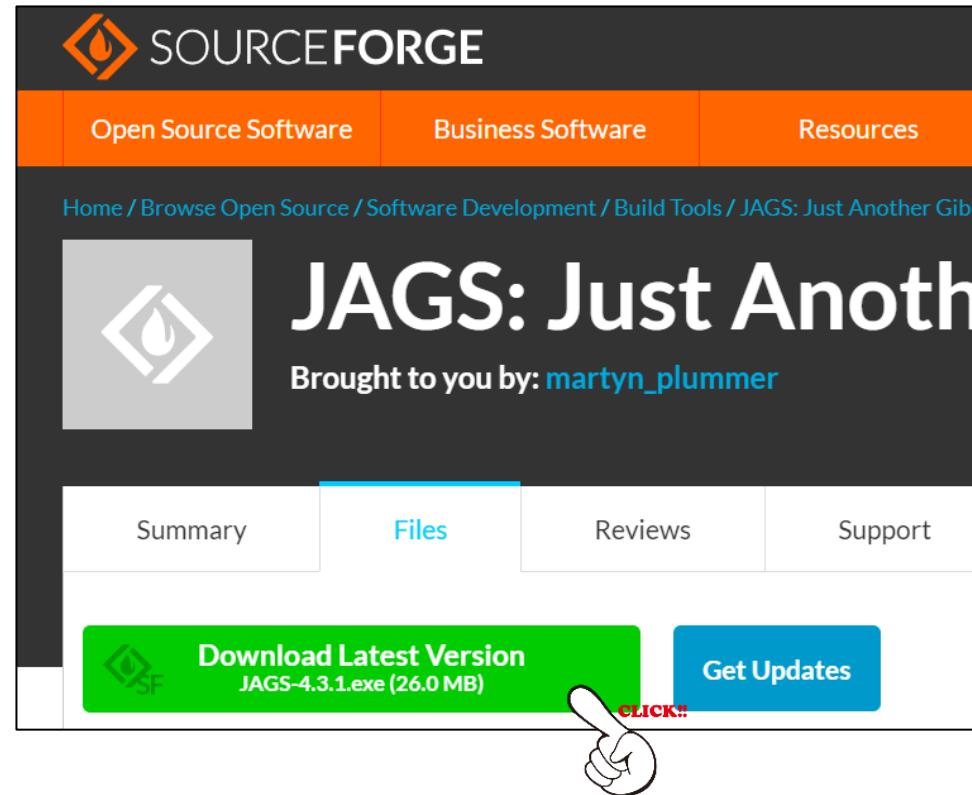 SOURCEFORGE
Open Source Software Business Software Resources
Home / Browse Open Source / Software Development / Build Tools / JAGS: Just Another Gib
JAGS: Just Anoth
Brought to you by: martyn_plummer
Summary Files Reviews Support
Download Latest Version
JAGS-4.3.1.exe (26.0 MB)
SF
Get Updates
CLICK!!